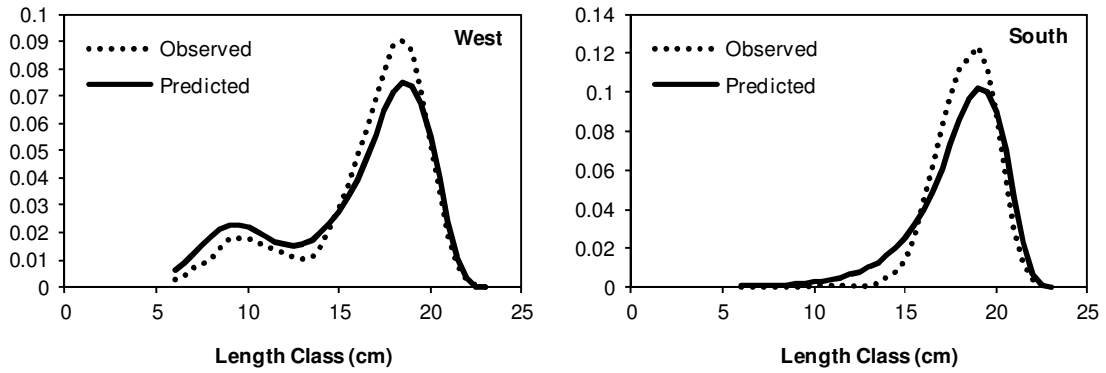 0.1
0.09
0.08
0.07
0.06
0.05
0.04
0.03
0.02
0.01
0
Observed
Predicted
West
0 5 10 15 20 25
Length Class (cm)
0.14
0.12
0.1
0.08
0.06
0.04
0.02
0
Observed
Predicted
South
0 5 10 15 20 25
Length Class (cm)